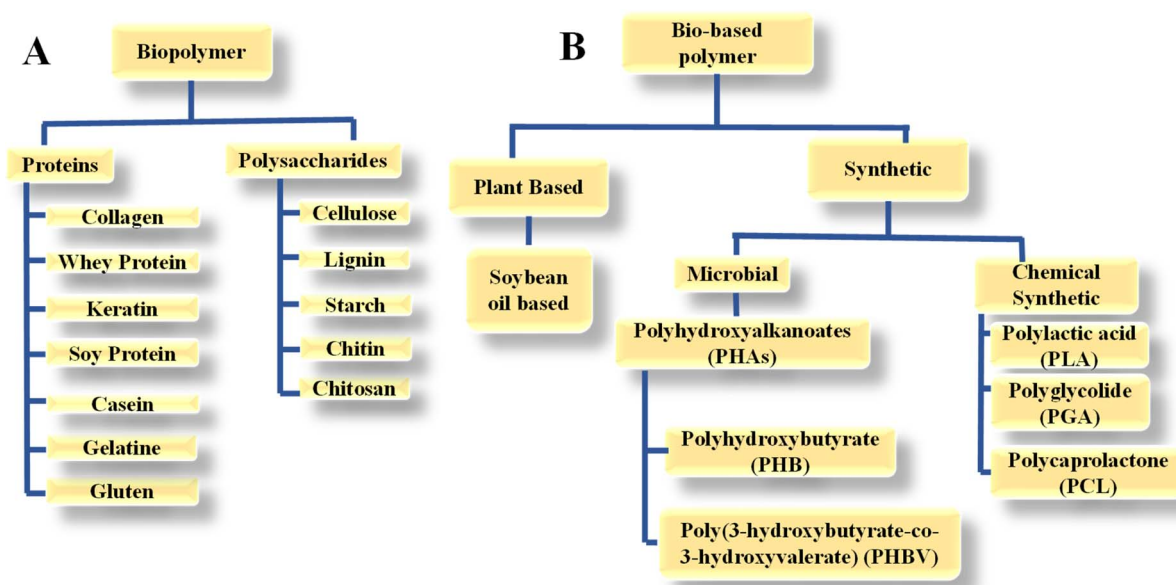 A
Biopolymer
Proteins
Collagen
Whey Protein
Keratin
Soy Protein
Casein
Gelatine
Gluten
Polysaccharides
Cellulose
Lignin
Starch
Chitin
Chitosan
B
Bio-based
polymer
Plant Based
Soybean
oil based
Synthetic
Microbial
Polyhydroxyalkanoates
(PHAs)
Polyhydroxybutyrate
(PHB)
Poly(3-hydroxybutyrate-co-
3-hydroxyvalerate) (PHBV)
Chemical
Synthetic
Polylactic acid
(PLA)
Polyglycolide
(PGA)
Polycaprolactone
(PCL)